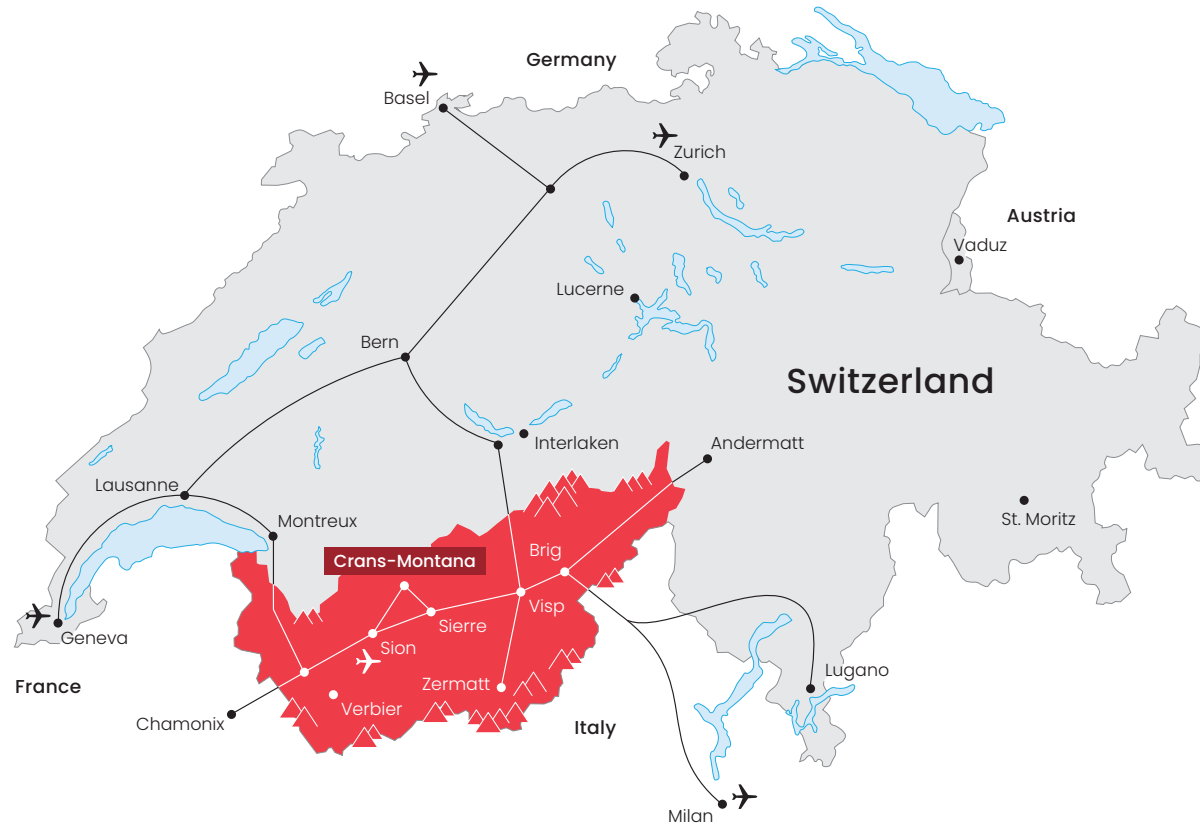 Germany
Basel
Zurich
Austria
Vaduz
Lucerne
Bern
Switzerland
Interlaken
Andermatt
Lausanne
St. Moritz
Montreux
Crans-Montana
Brig
Visp
Sierre
Geneva
Sion
Lugano
France
Zermatt
Verbier
Chamonix
Italy
Milan